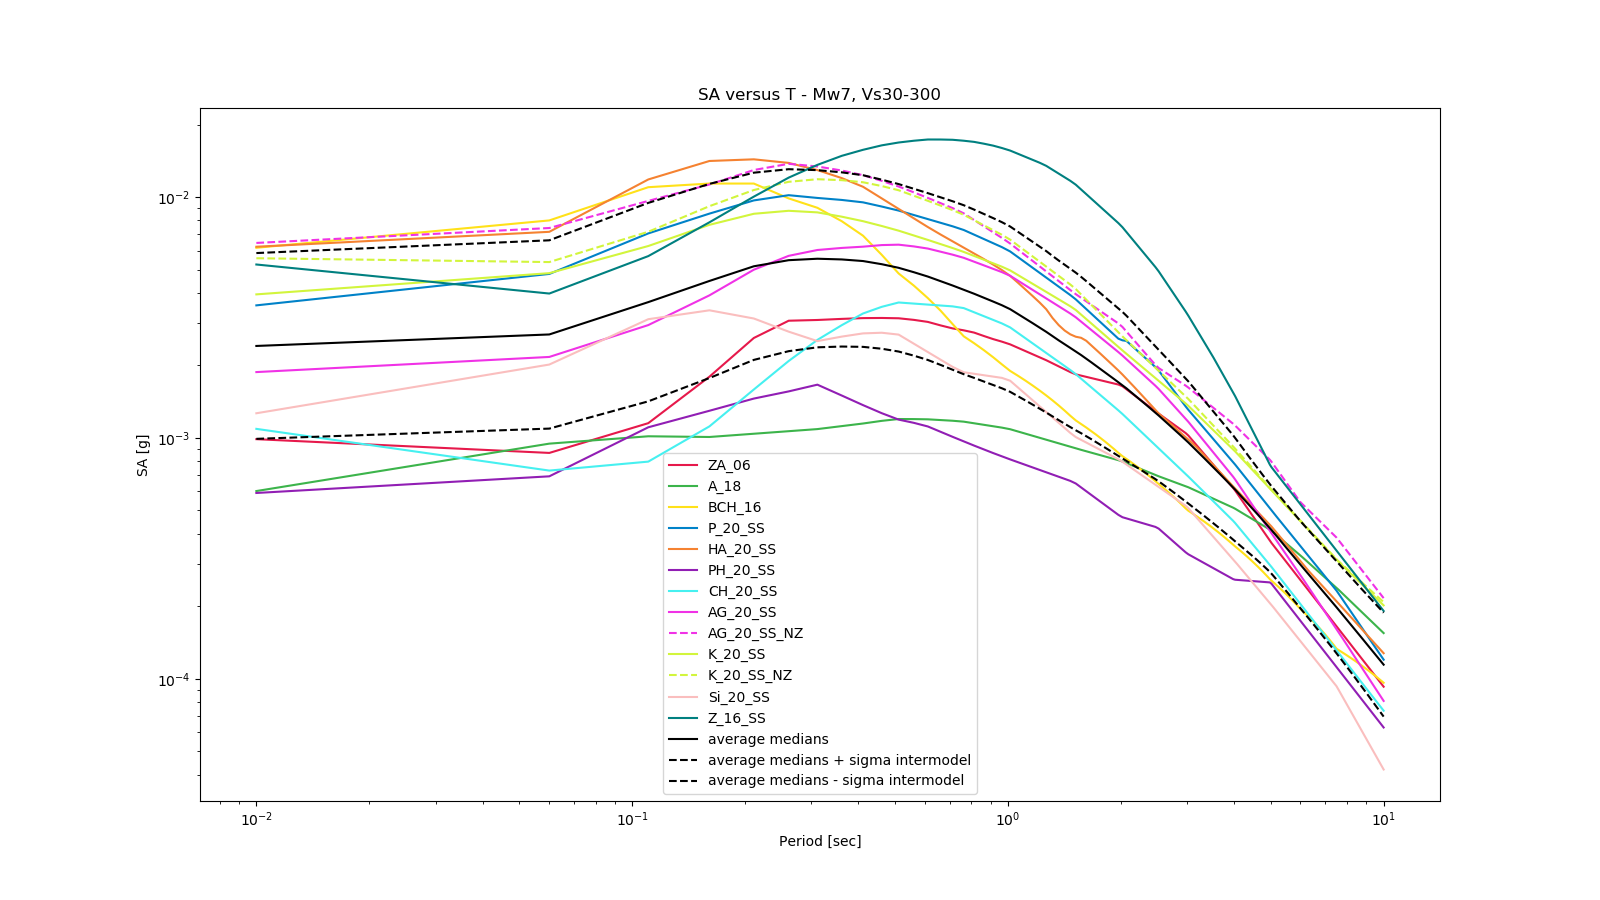 SA versus T - Mw7, Vs30-300
SA [g]
10⁻²
10⁻³
10⁻⁴
ZA_06
A_18
BCH_16
P_20_SS
HA_20_SS
PH_20_SS
CH_20_SS
AG_20_SS
AG_20_SS_NZ
K_20_SS
K_20_SS_NZ
Si_20_SS
Z_16_SS
average medians
average medians + sigma intermodel
average medians - sigma intermodel
10⁻² 10⁻¹ 10⁰ 10¹
Period [sec]